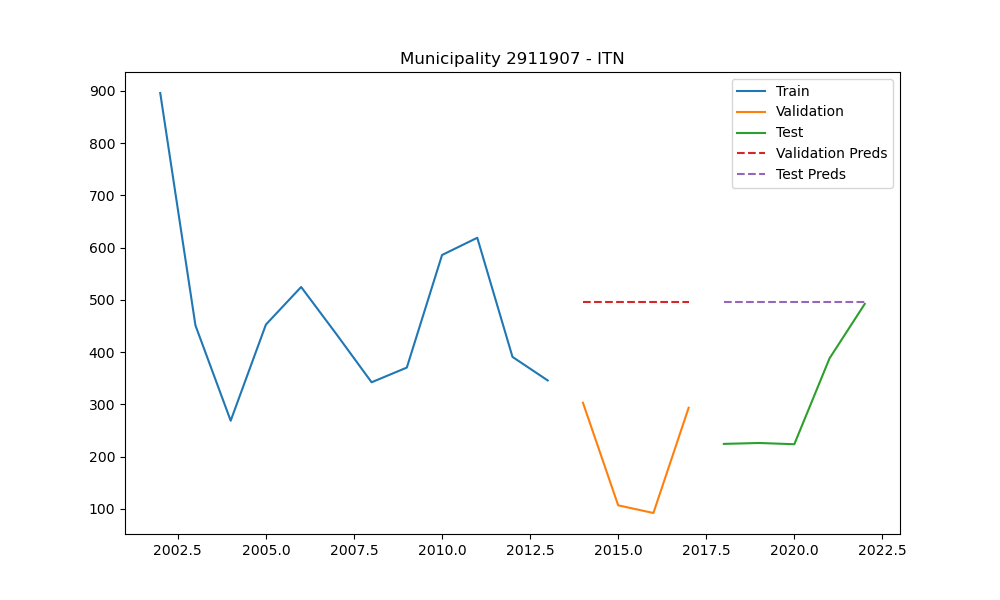 Municipality 2911907 - ITN
Train
Validation
Test
Validation Preds
Test Preds
900
800
700
600
500
400
300
200
100
2002.5 2005.0 2007.5 2010.0 2012.5 2015.0 2017.5 2020.0 2022.5